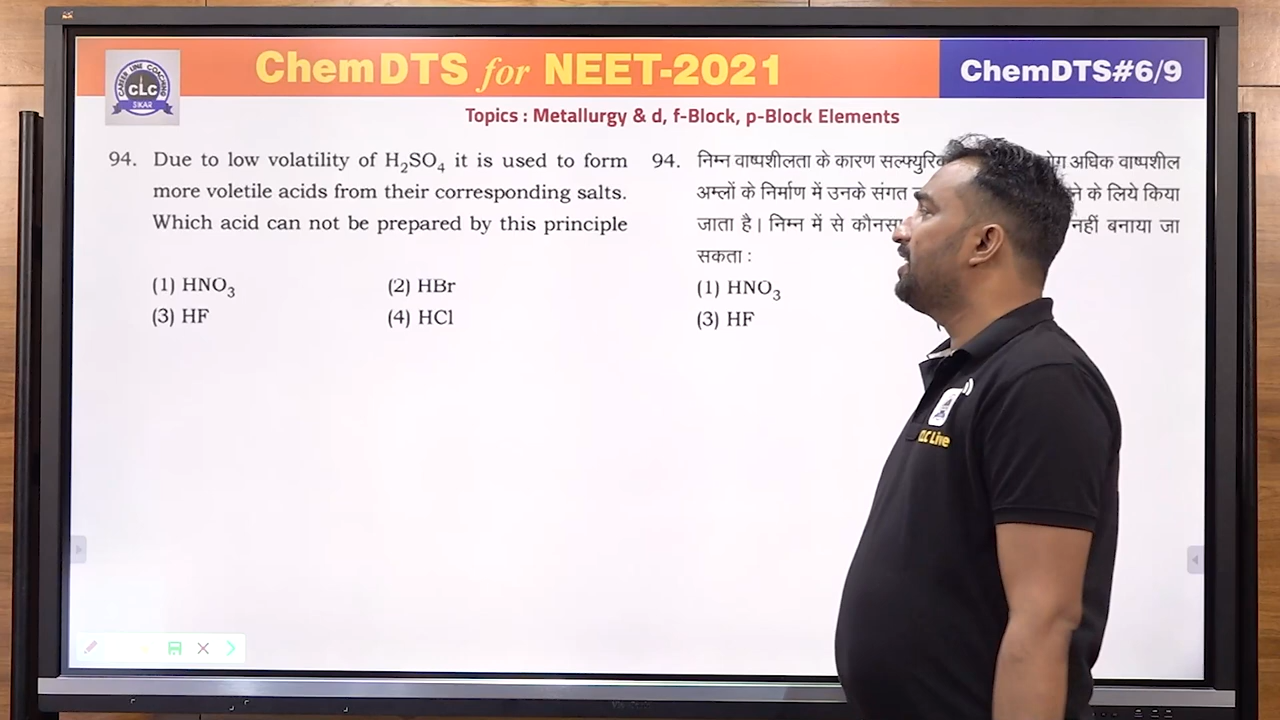 CAREER LINE COACHING
CLC
SIKAR
ChemDTS for NEET-2021
ChemDTS#6/9
Topics : Metallurgy & d, f-Block, p-Block Elements
94. Due to low volatility of H₂SO₄ it is used to form
more voletile acids from their corresponding salts.
Which acid can not be prepared by this principle
(1) HNO₃ (2) HBr
(3) HF (4) HCl
94. निम्न वाष्पशीलता के कारण अधिक वाष्पशील
अम्लों के निर्माण में उनके संगत के लिये किया
जाता है। निम्न में से नहीं बनाया जा
सकता :
(1) HNO₃
(3) HF
CLC Live